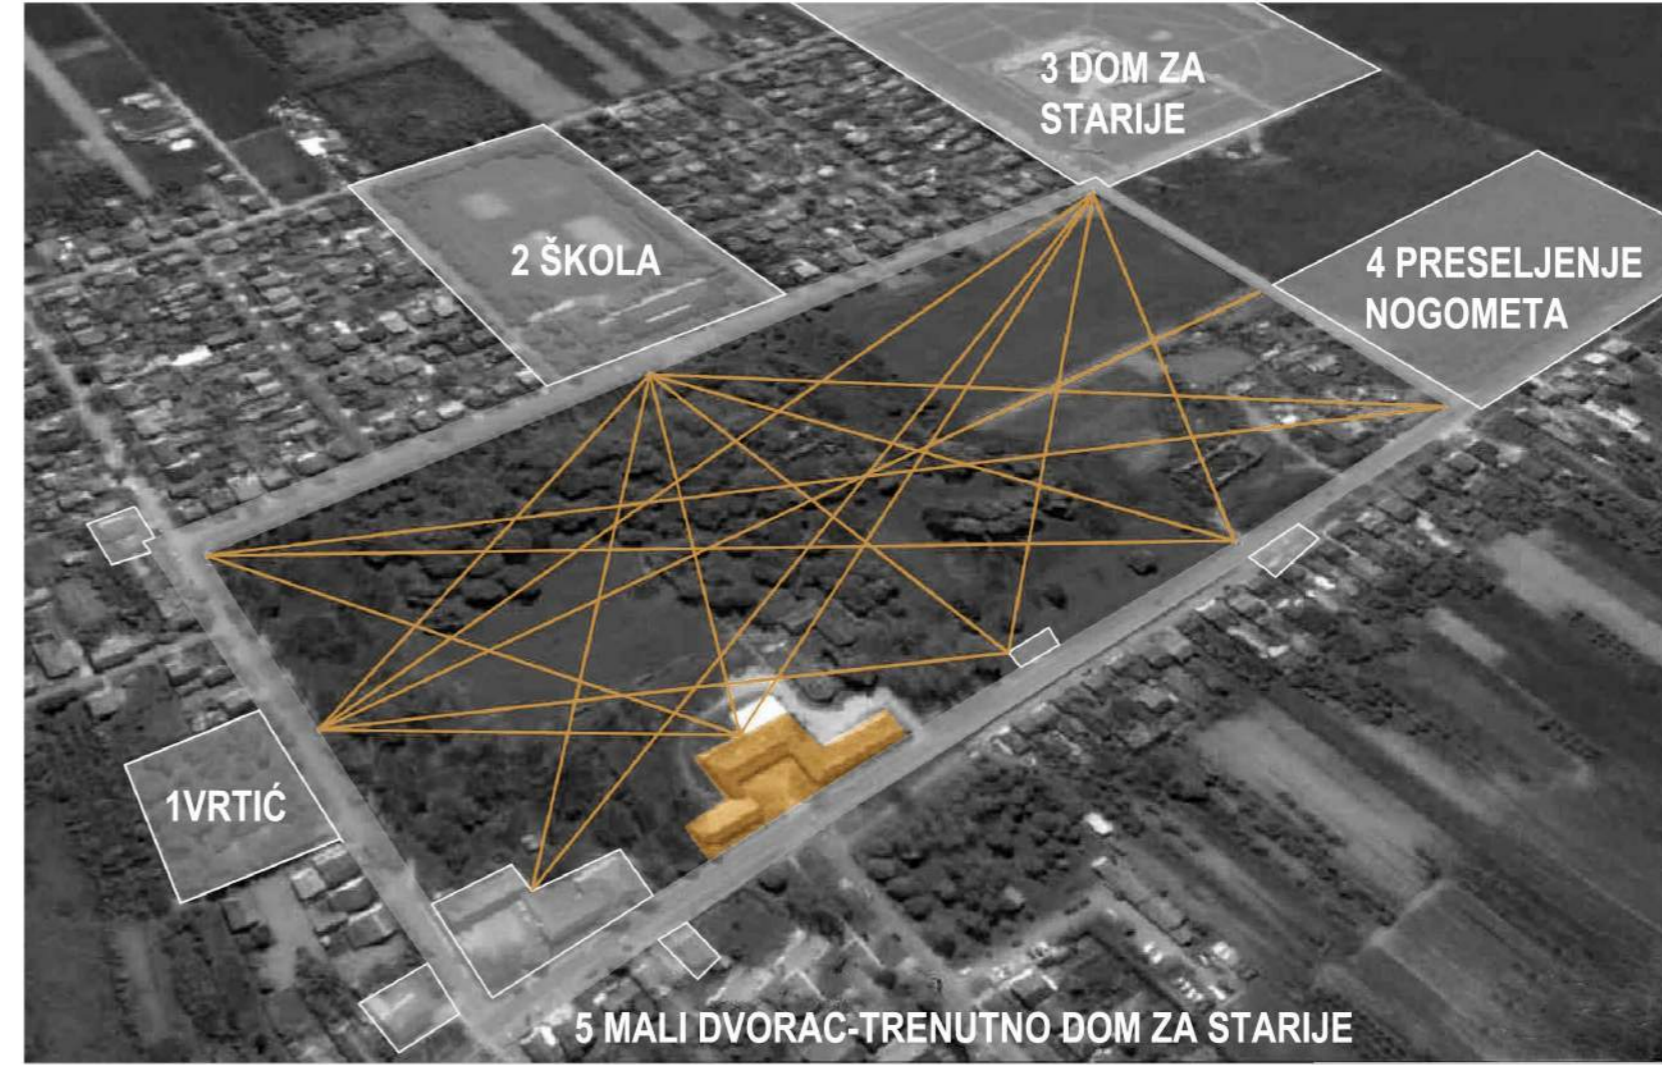 3 DOM ZA
STARIJE
2 ŠKOLA
4 PRESELJENJE
NOGOMETA
1VRTIĆ
5 MALI DVORAC-TRENUTNO DOM ZA STARIJE